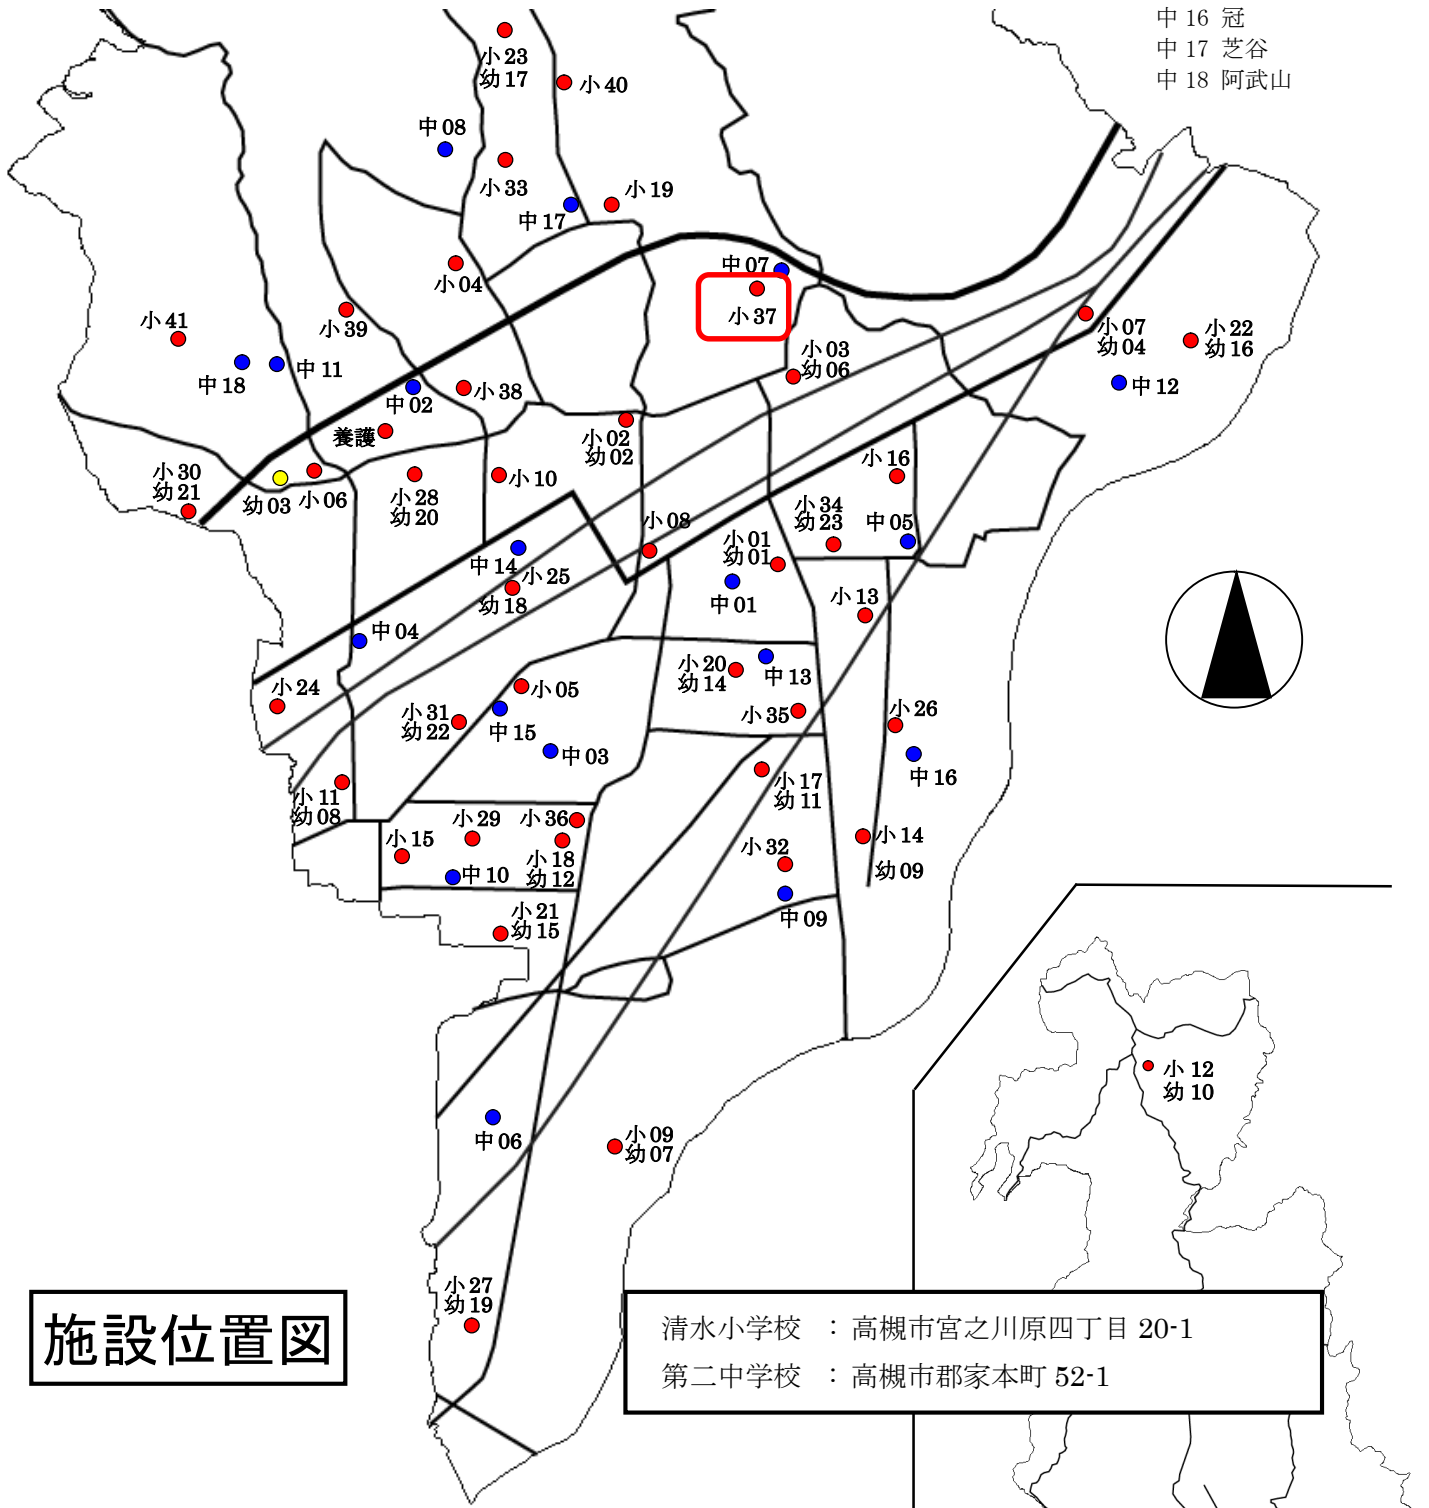 中 16 冠
中 17 芝谷
中 18 阿武山
小 23
幼 17
小 40
中 08
小 33
小 19
中 17
小 04
中 07
小 37
小 41
小 39
中 18
中 11
中 02
小 38
小 03
幼 06
小 07
幼 04
小 22
幼 16
中 12
養護
小 02
幼 02
小 30
幼 21
幼 03
小 06
小 28
幼 20
小 10
小 16
小 34
幼 23
中 05
小 08
小 01
幼 01
中 14
小 25
幼 18
中 01
小 13
中 04
小 24
小 05
小 20
幼 14
中 13
小 31
幼 22
中 15
小 35
小 26
中 03
中 16
小 11
幼 08
小 17
幼 11
小 29
小 36
小 15
小 18
幼 12
中 10
小 32
小 14
幼 09
中 09
小 21
幼 15
小 12
幼 10
中 06
小 09
幼 07
小 27
幼 19
施設位置図
清水小学校 : 高槻市宮之川原四丁目 20-1
第二中学校 : 高槻市郡家本町 52-1